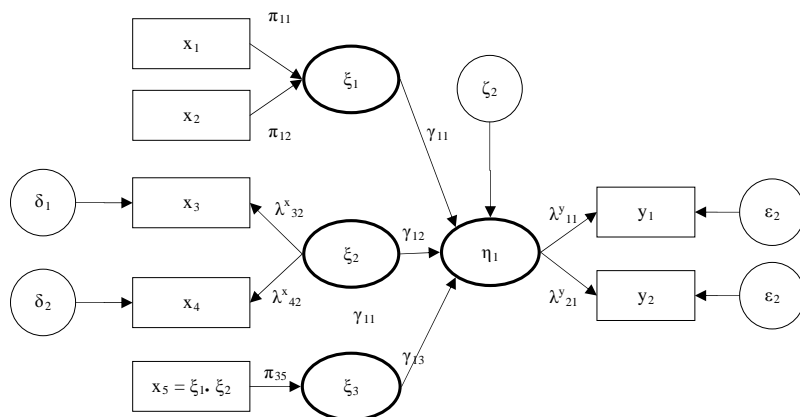 π₁₁
x₁
ξ₁
ζ₂
x₂
π₁₂
γ₁₁
δ₁
x₃
λˣ₃₂
λʸ₁₁
y₁
ε₂
γ₁₂
ξ₂
η₁
δ₂
x₄
λˣ₄₂
λʸ₂₁
y₂
ε₂
γ₁₁
γ₁₃
x₅ = ξ₁. ξ₂
π₃₅
ξ₃